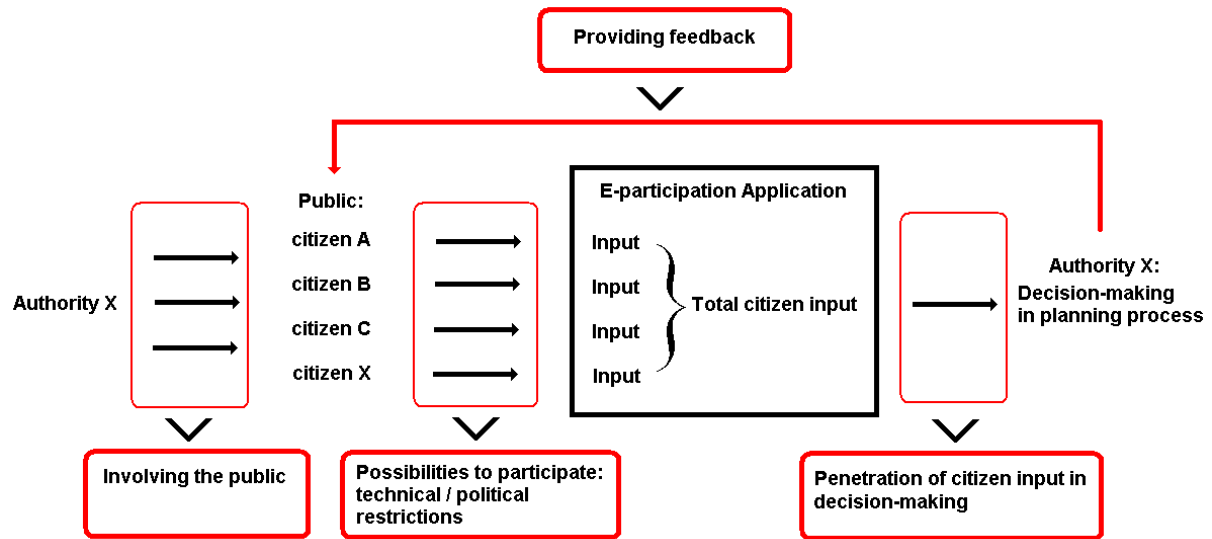 Providing feedback
E-participation Application
Public:
citizen A
citizen B
citizen C
citizen X
Authority X
Input
Input
Input
Input
Total citizen input
Authority X:
Decision-making
in planning process
Involving the public
Possibilities to participate:
technical / political
restrictions
Penetration of citizen input in
decision-making